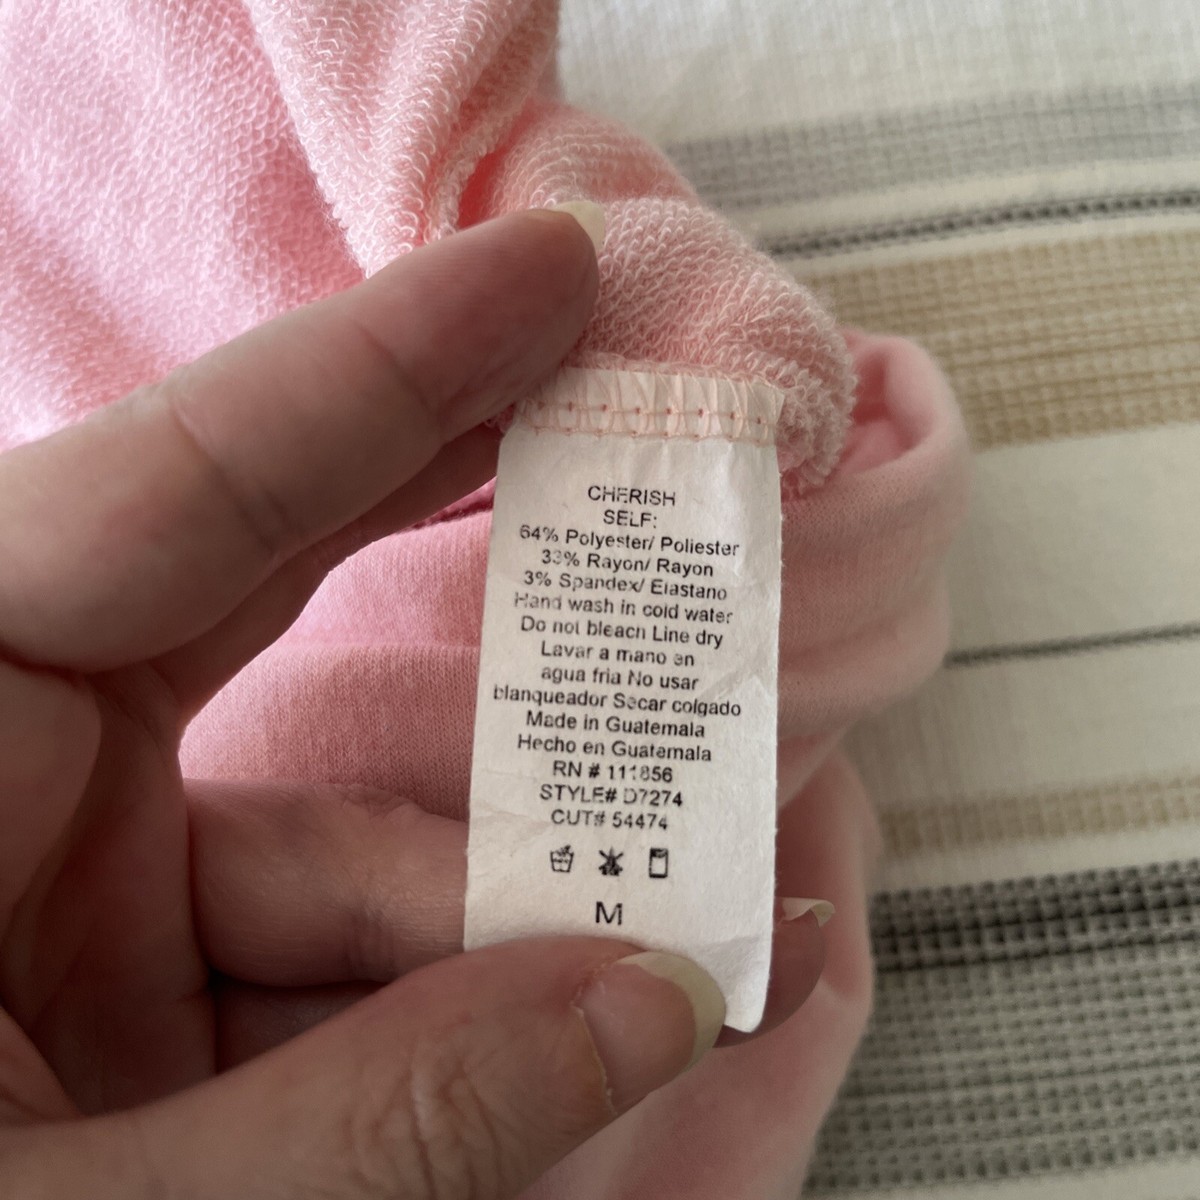 CHERISH
SELF:
64% Polyester/ Poliester
33% Rayon/ Rayon
3% Spandex/ Elastano
Hand wash in cold water
Do not bleach Line dry
Lavar a mano en
agua fria No usar
blanqueador Secar colgado
Made in Guatemala
Hecho en Guatemala
RN # 111856
STYLE# D7274
CUT# 54474
M